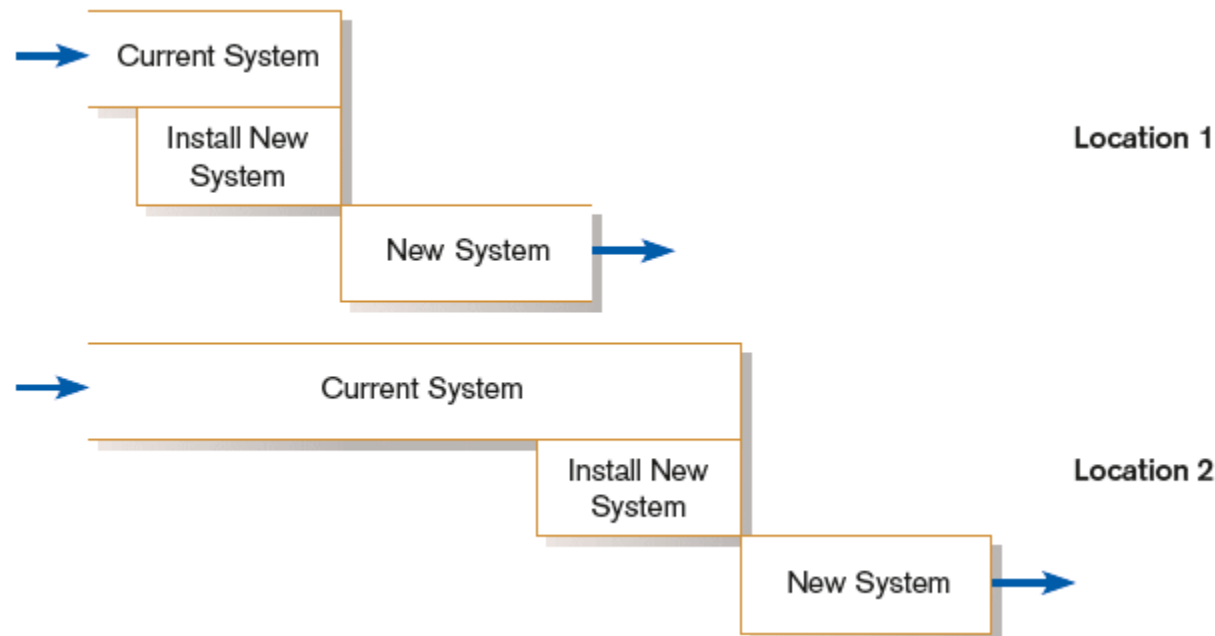 Current System
Install New
System
Location 1
New System
Current System
Install New
System
Location 2
New System